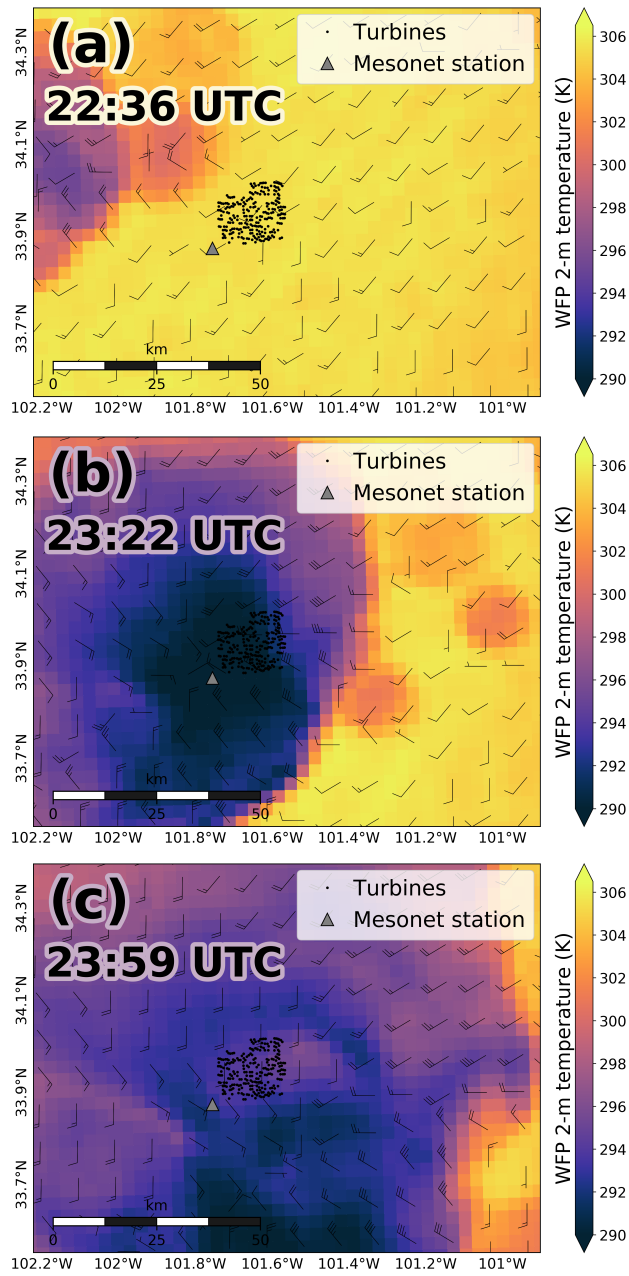 (a)
22:36 UTC
Turbines
Mesonet station
34.3°N
34.1°N
33.9°N
33.7°N
km
0 25 50
102.2°W 102°W 101.8°W 101.6°W 101.4°W 101.2°W 101°W
306
304
302
300
298
296
294
292
290
WFP 2-m temperature (K)
(b)
23:22 UTC
Turbines
Mesonet station
34.3°N
34.1°N
33.9°N
33.7°N
km
0 25 50
102.2°W 102°W 101.8°W 101.6°W 101.4°W 101.2°W 101°W
306
304
302
300
298
296
294
292
290
WFP 2-m temperature (K)
(c)
23:59 UTC
Turbines
Mesonet station
34.3°N
34.1°N
33.9°N
33.7°N
km
0 25 50
102.2°W 102°W 101.8°W 101.6°W 101.4°W 101.2°W 101°W
306
304
302
300
298
296
294
292
290
WFP 2-m temperature (K)